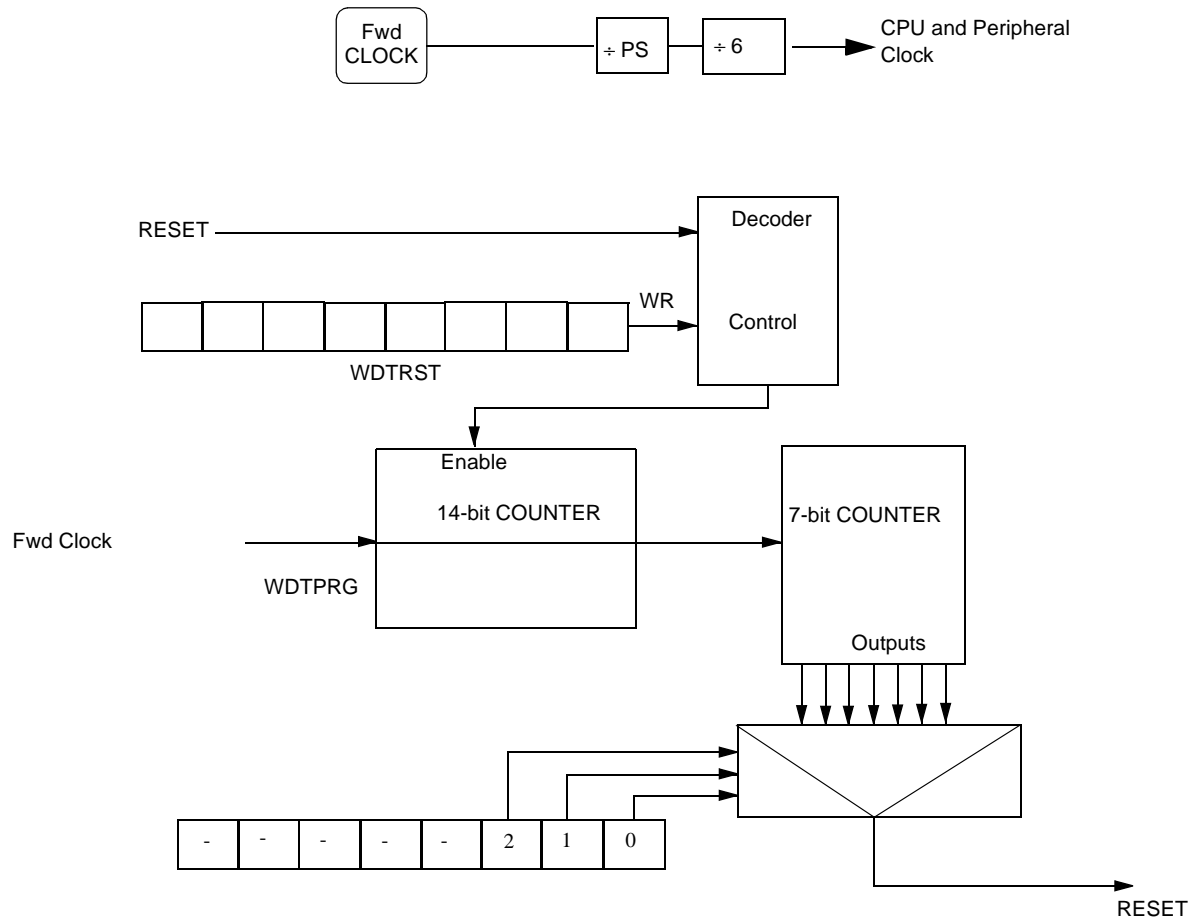 Fwd
CLOCK
÷ PS
÷ 6
CPU and Peripheral
Clock
RESET
Decoder
WR
Control
WDTRST
Enable
14-bit COUNTER
7-bit COUNTER
Fwd Clock
WDTPRG
Outputs
- - - - - 2 1 0
RESET